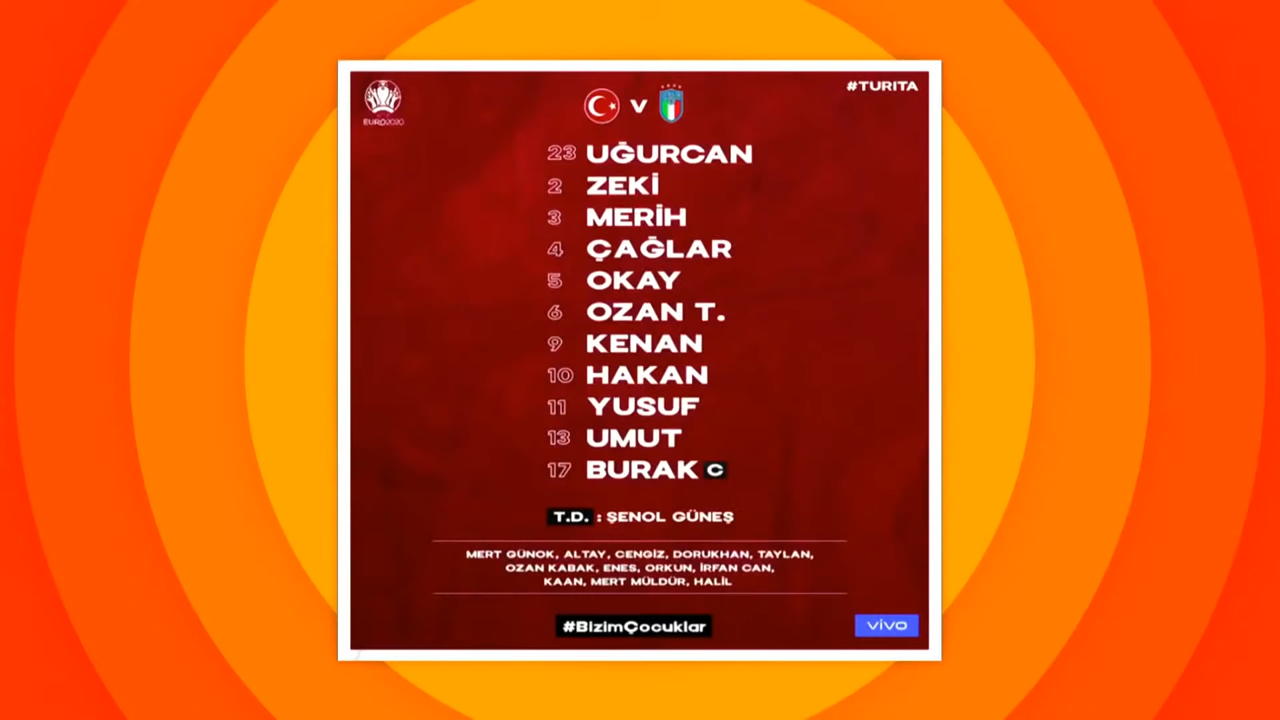 EURO2020
V
#TURITA
23 UĞURCAN
2 ZEKİ
3 MERİH
4 ÇAĞLAR
5 OKAY
6 OZAN T.
9 KENAN
10 HAKAN
11 YUSUF
13 UMUT
17 BURAK C
T.D. : ŞENOL GÜNEŞ
MERT GÜNOK, ALTAY, CENGİZ, DORUKHAN, TAYLAN,
OZAN KABAK, ENES, ORKUN, İRFAN CAN,
KAAN, MERT MÜLDÜR, HALİL
#BizimÇocuklar
vivo